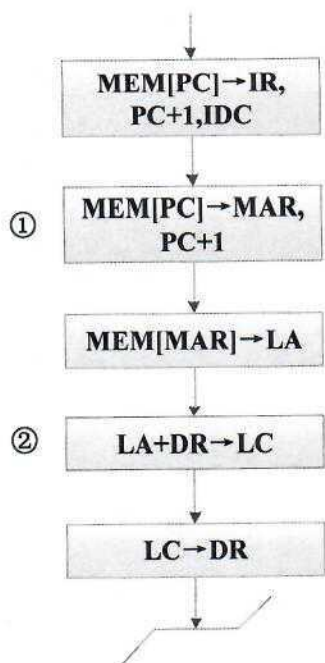 MEM[PC]→IR,
PC+1,IDC
① MEM[PC]→MAR,
PC+1
MEM[MAR]→LA
② LA+DR→LC
LC→DR